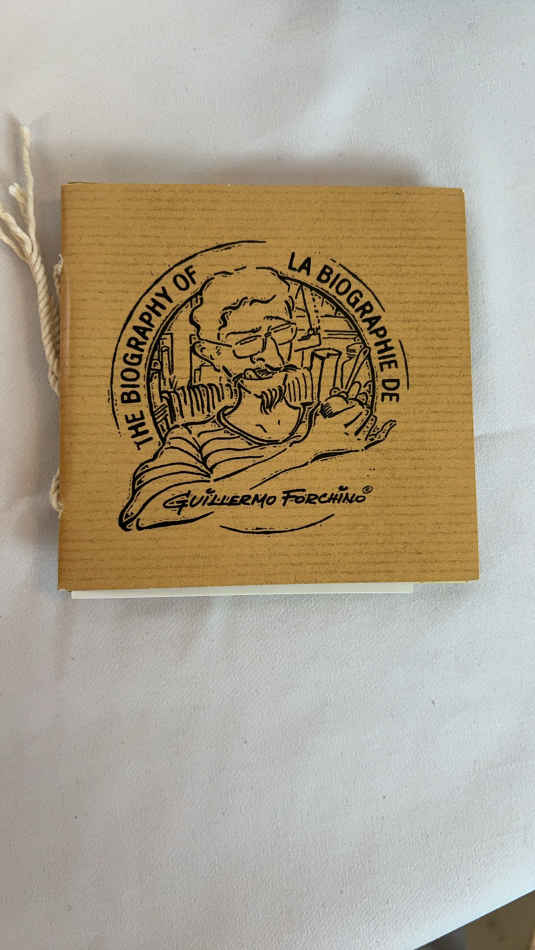 THE BIOGRAPHY OF
LA BIOGRAPHIE DE
GUILLERMO FORCHINO®